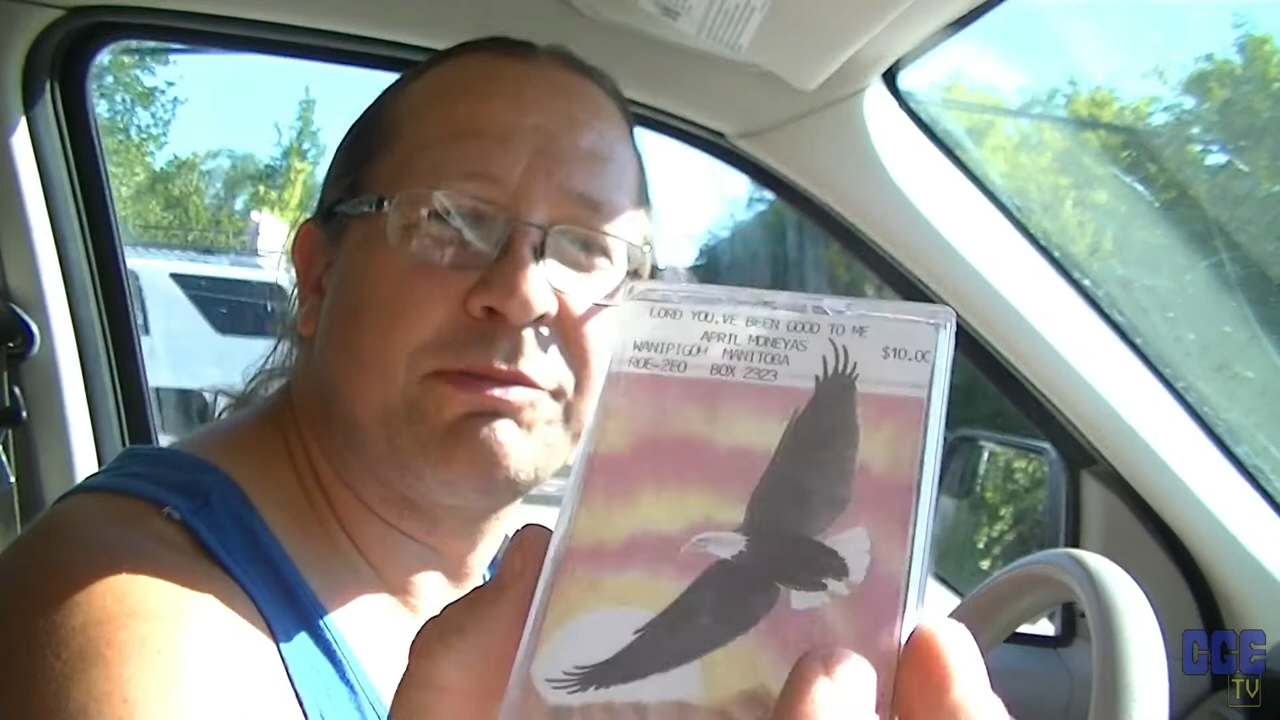 LORD YOU,VE BEEN GOOD TO ME
APRIL MONEYAS
$10.00
WANIPIGOW MANITOBA
ROE-2EO BOX 2323
CCE
TV